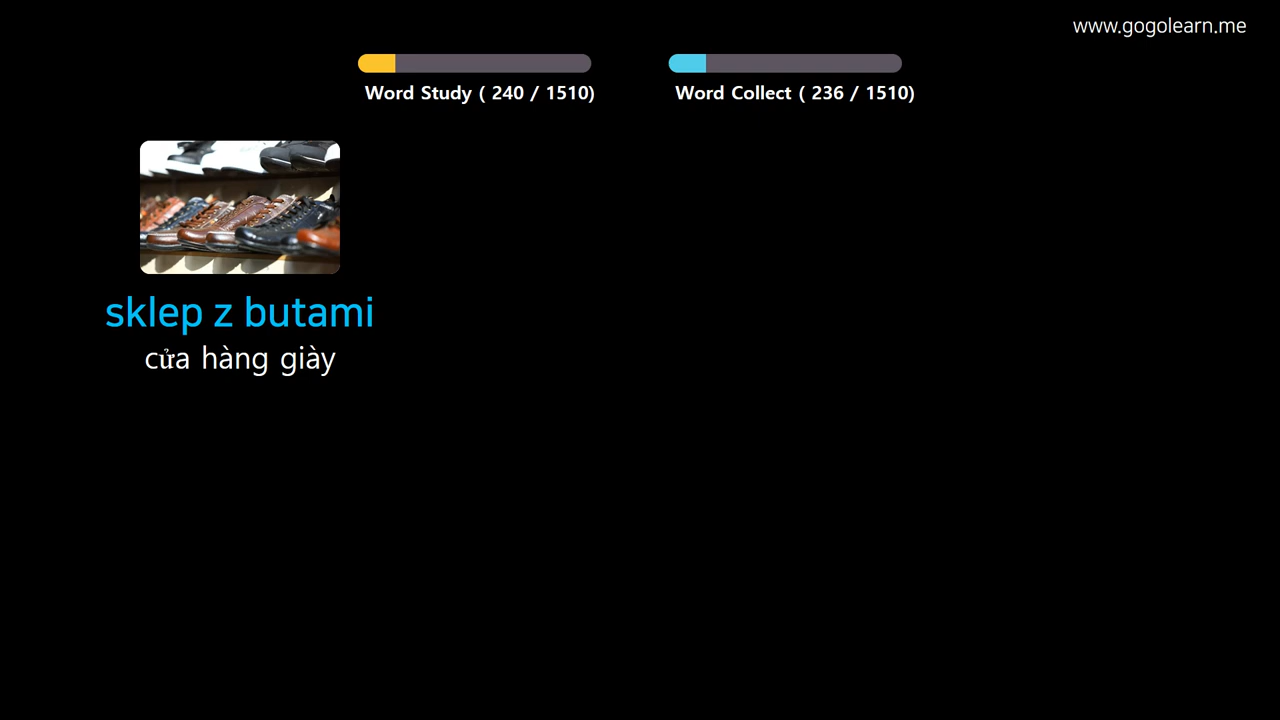 www.gogolearn.me
Word Study ( 240 / 1510)
Word Collect ( 236 / 1510)
sklep z butami
cửa hàng giày